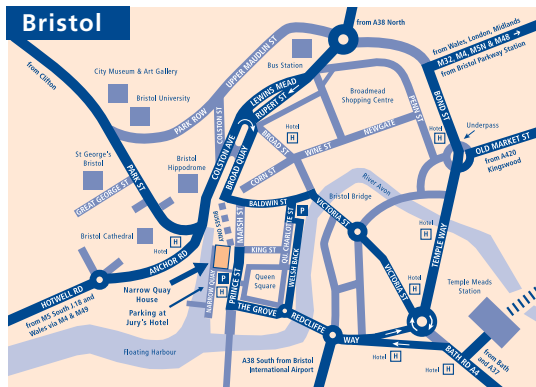 Bristol
from A38 North
from Wales, London, Midlands
M32, M4, M5N & M48
from Bristol Parkway Station
from Clifton
City Museum & Art Gallery
UPPER MAUDLIN ST
Bus Station
LEWINS MEAD
RUPERT ST
Broadmead
Shopping Centre
BOND ST
PENN ST
Bristol University
PARK ROW
COLSTON ST
Hotel
H
BROAD ST
NEWGATE
WINE ST
Hotel
H
Underpass
OLD MARKET ST
from A420
Kingswood
St George's
Bristol
PARK ST
GREAT GEORGE ST
Bristol
Hippodrome
COLSTON AVE
BROAD QUAY
CORN ST
River Avon
BALDWIN ST
Bristol Bridge
VICTORIA ST
P
BUSES ONLY
MARSH ST
QU. CHARLOTTE ST
Bristol Cathedral
Hotel
H
ANCHOR RD
KING ST
WELSH BACK
Hotel
H
TEMPLE WAY
HOTWELL RD
from M5 South J.18 and
Wales via M4 & M49
Narrow Quay
House
Parking at
Jury's Hotel
NARROW QUAY
P
H
PRINCE ST
Queen
Square
VICTORIA ST
Hotel
H
Temple Meads
Station
THE GROVE
REDCLIFFE
WAY
Floating Harbour
A38 South from Bristol
International Airport
Hotel
H
Hotel
H
BATH RD A4
from Bath
and A37